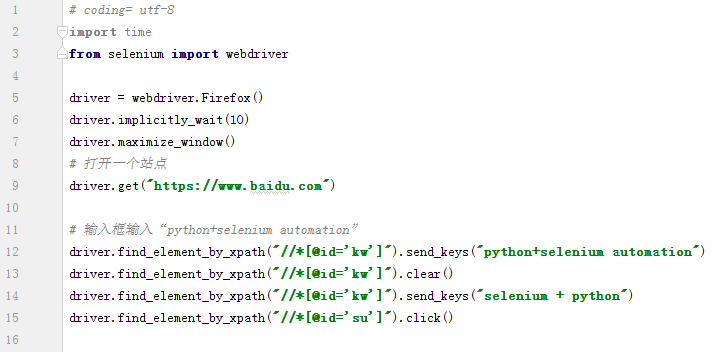 1 # coding= utf-8
2 import time
3 from selenium import webdriver
4
5 driver = webdriver.Firefox()
6 driver.implicitly_wait(10)
7 driver.maximize_window()
8 # 打开一个站点
9 driver.get("https://www.baidu.com")
10
11 # 输入框输入“python+selenium automation”
12 driver.find_element_by_xpath("//*[@id='kw']").send_keys("python+selenium automation")
13 driver.find_element_by_xpath("//*[@id='kw']").clear()
14 driver.find_element_by_xpath("//*[@id='kw']").send_keys("selenium + python")
15 driver.find_element_by_xpath("//*[@id='su']").click()
16